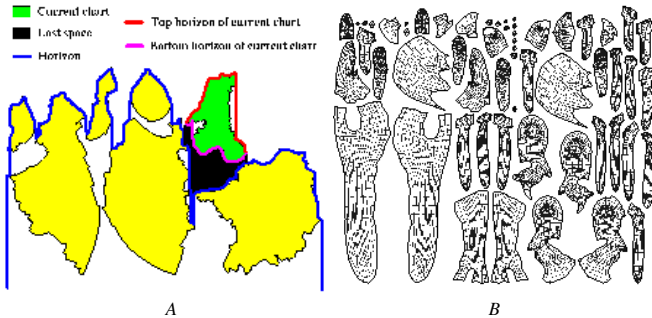 Current chart
Lost space
Horizon
Top horizon of current chart
Bottom horizon of current chart
A
B